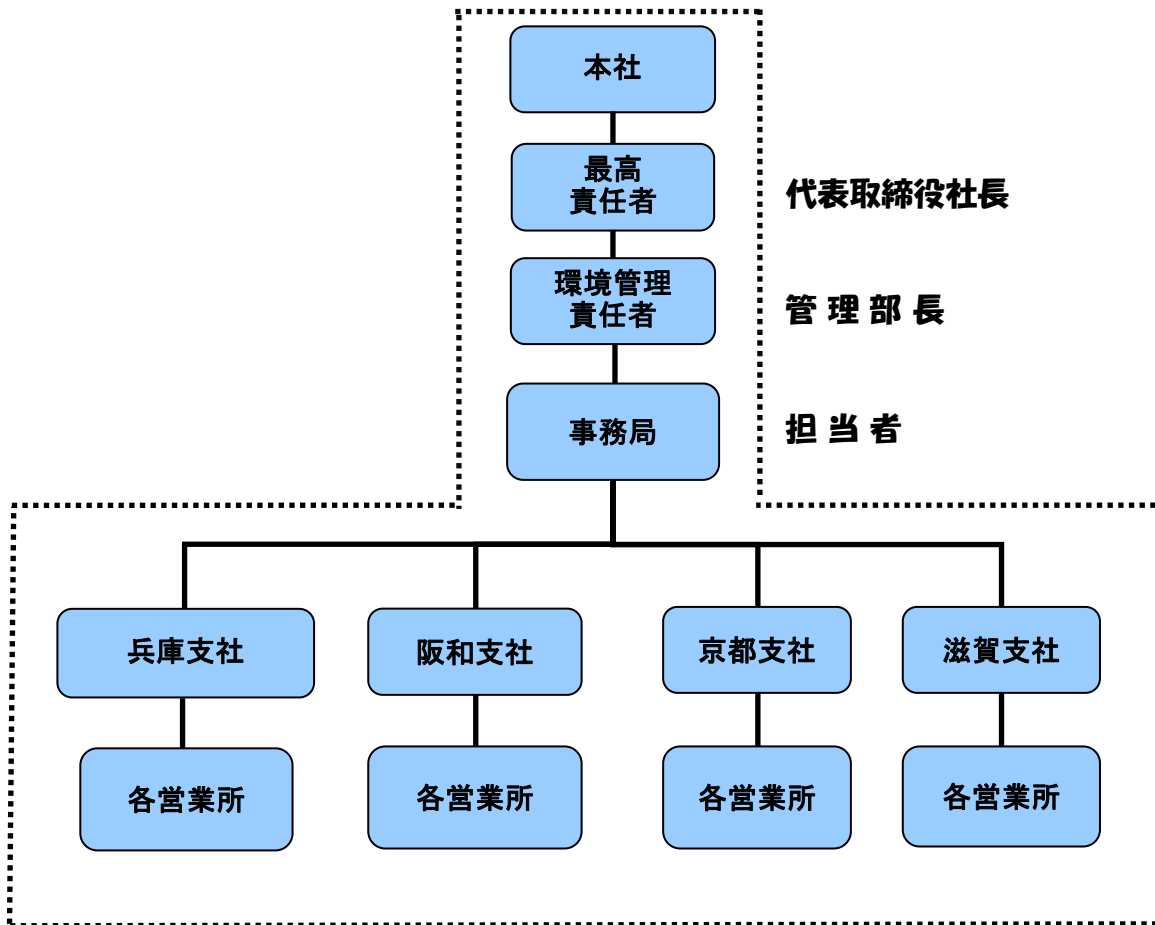 本社
最高
責任者
代表取締役社長
環境管理
責任者
管理部長
事務局
担当者
兵庫支社
阪和支社
京都支社
滋賀支社
各営業所
各営業所
各営業所
各営業所